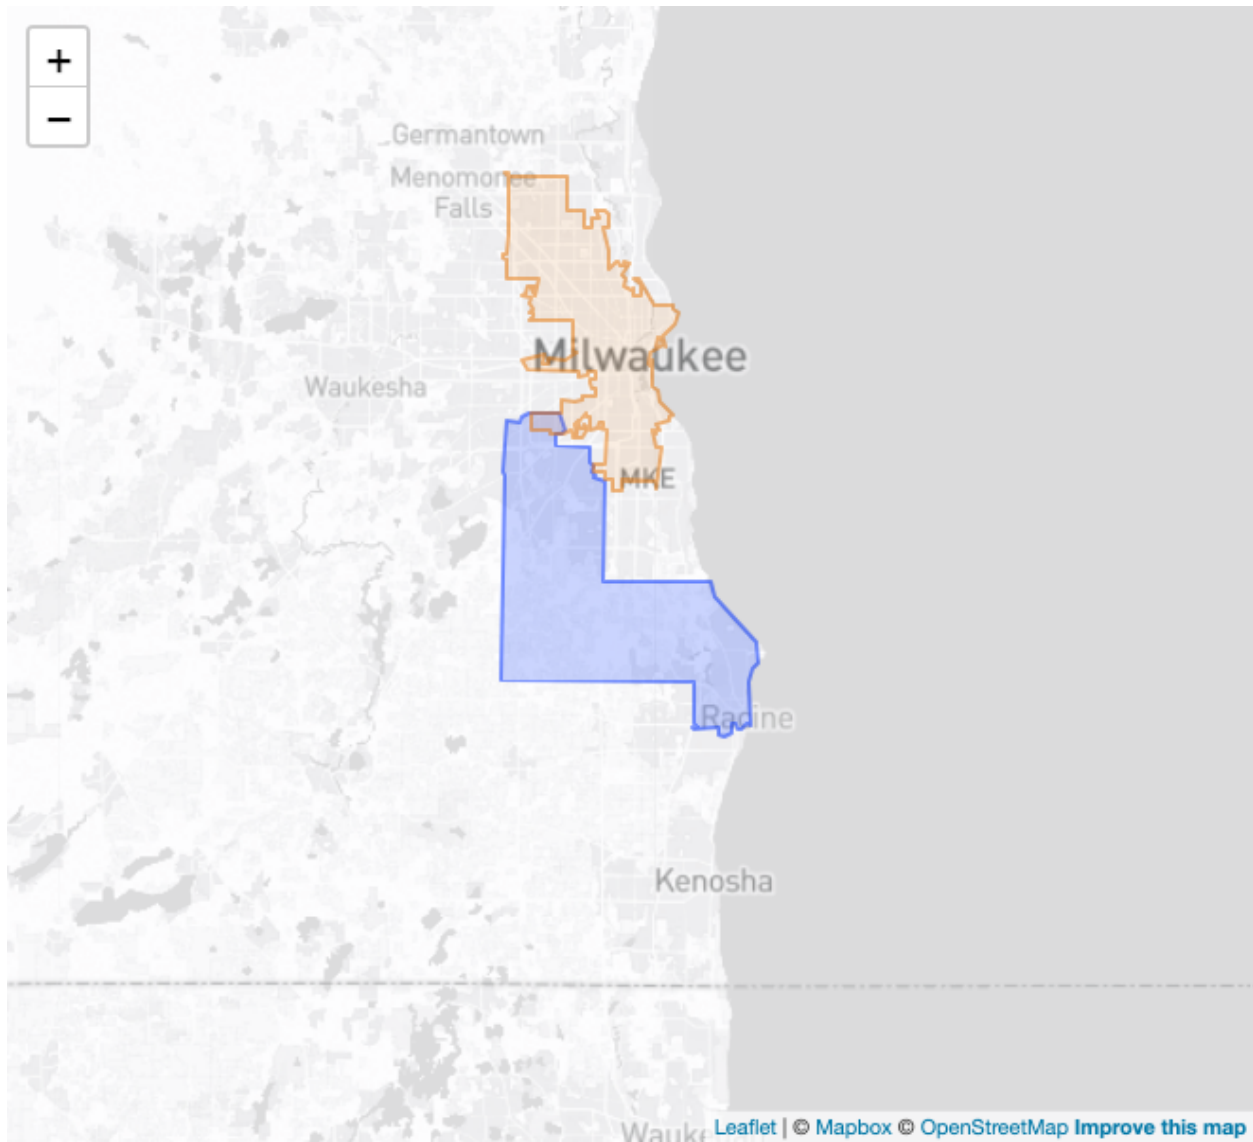 +
−
Germantown
Menomonee
Falls
Milwaukee
Waukesha
MKE
Racine
Kenosha
Leaflet | © Mapbox © OpenStreetMap Improve this map